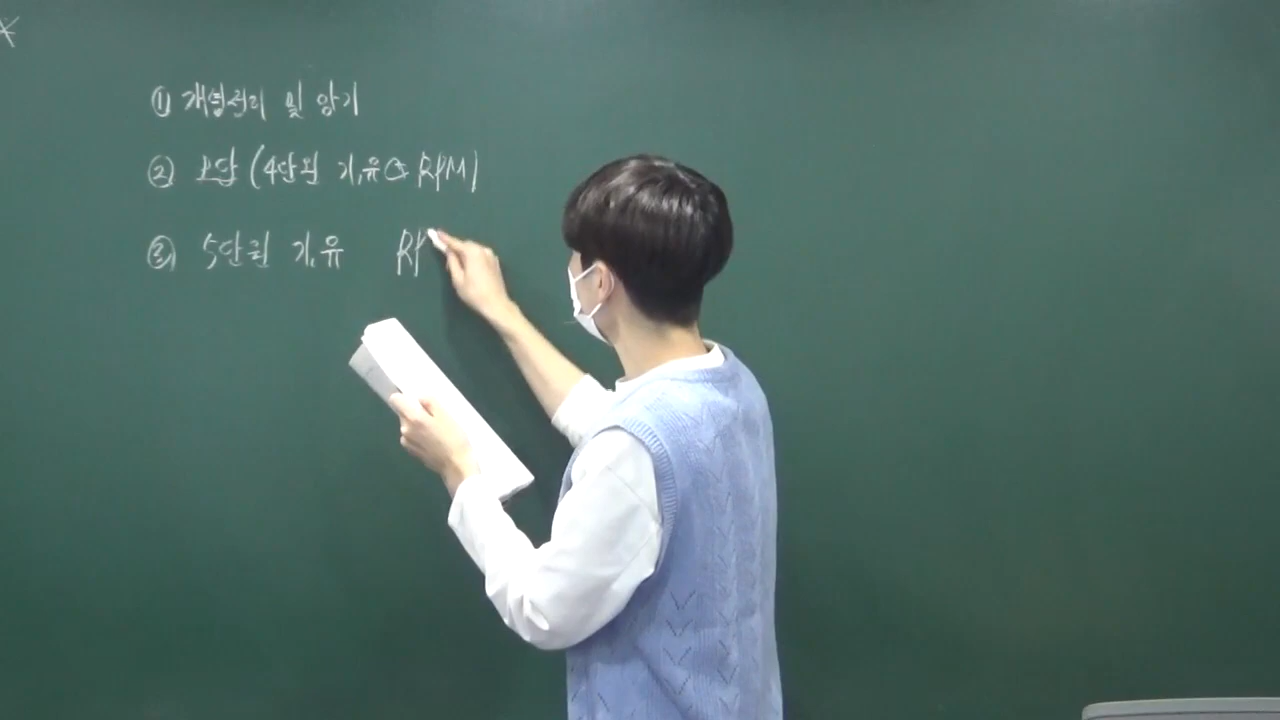 ① 개념정리 및 암기
② 오답 (4단원 기,유 RPM)
③ 5단원 기,유 RP